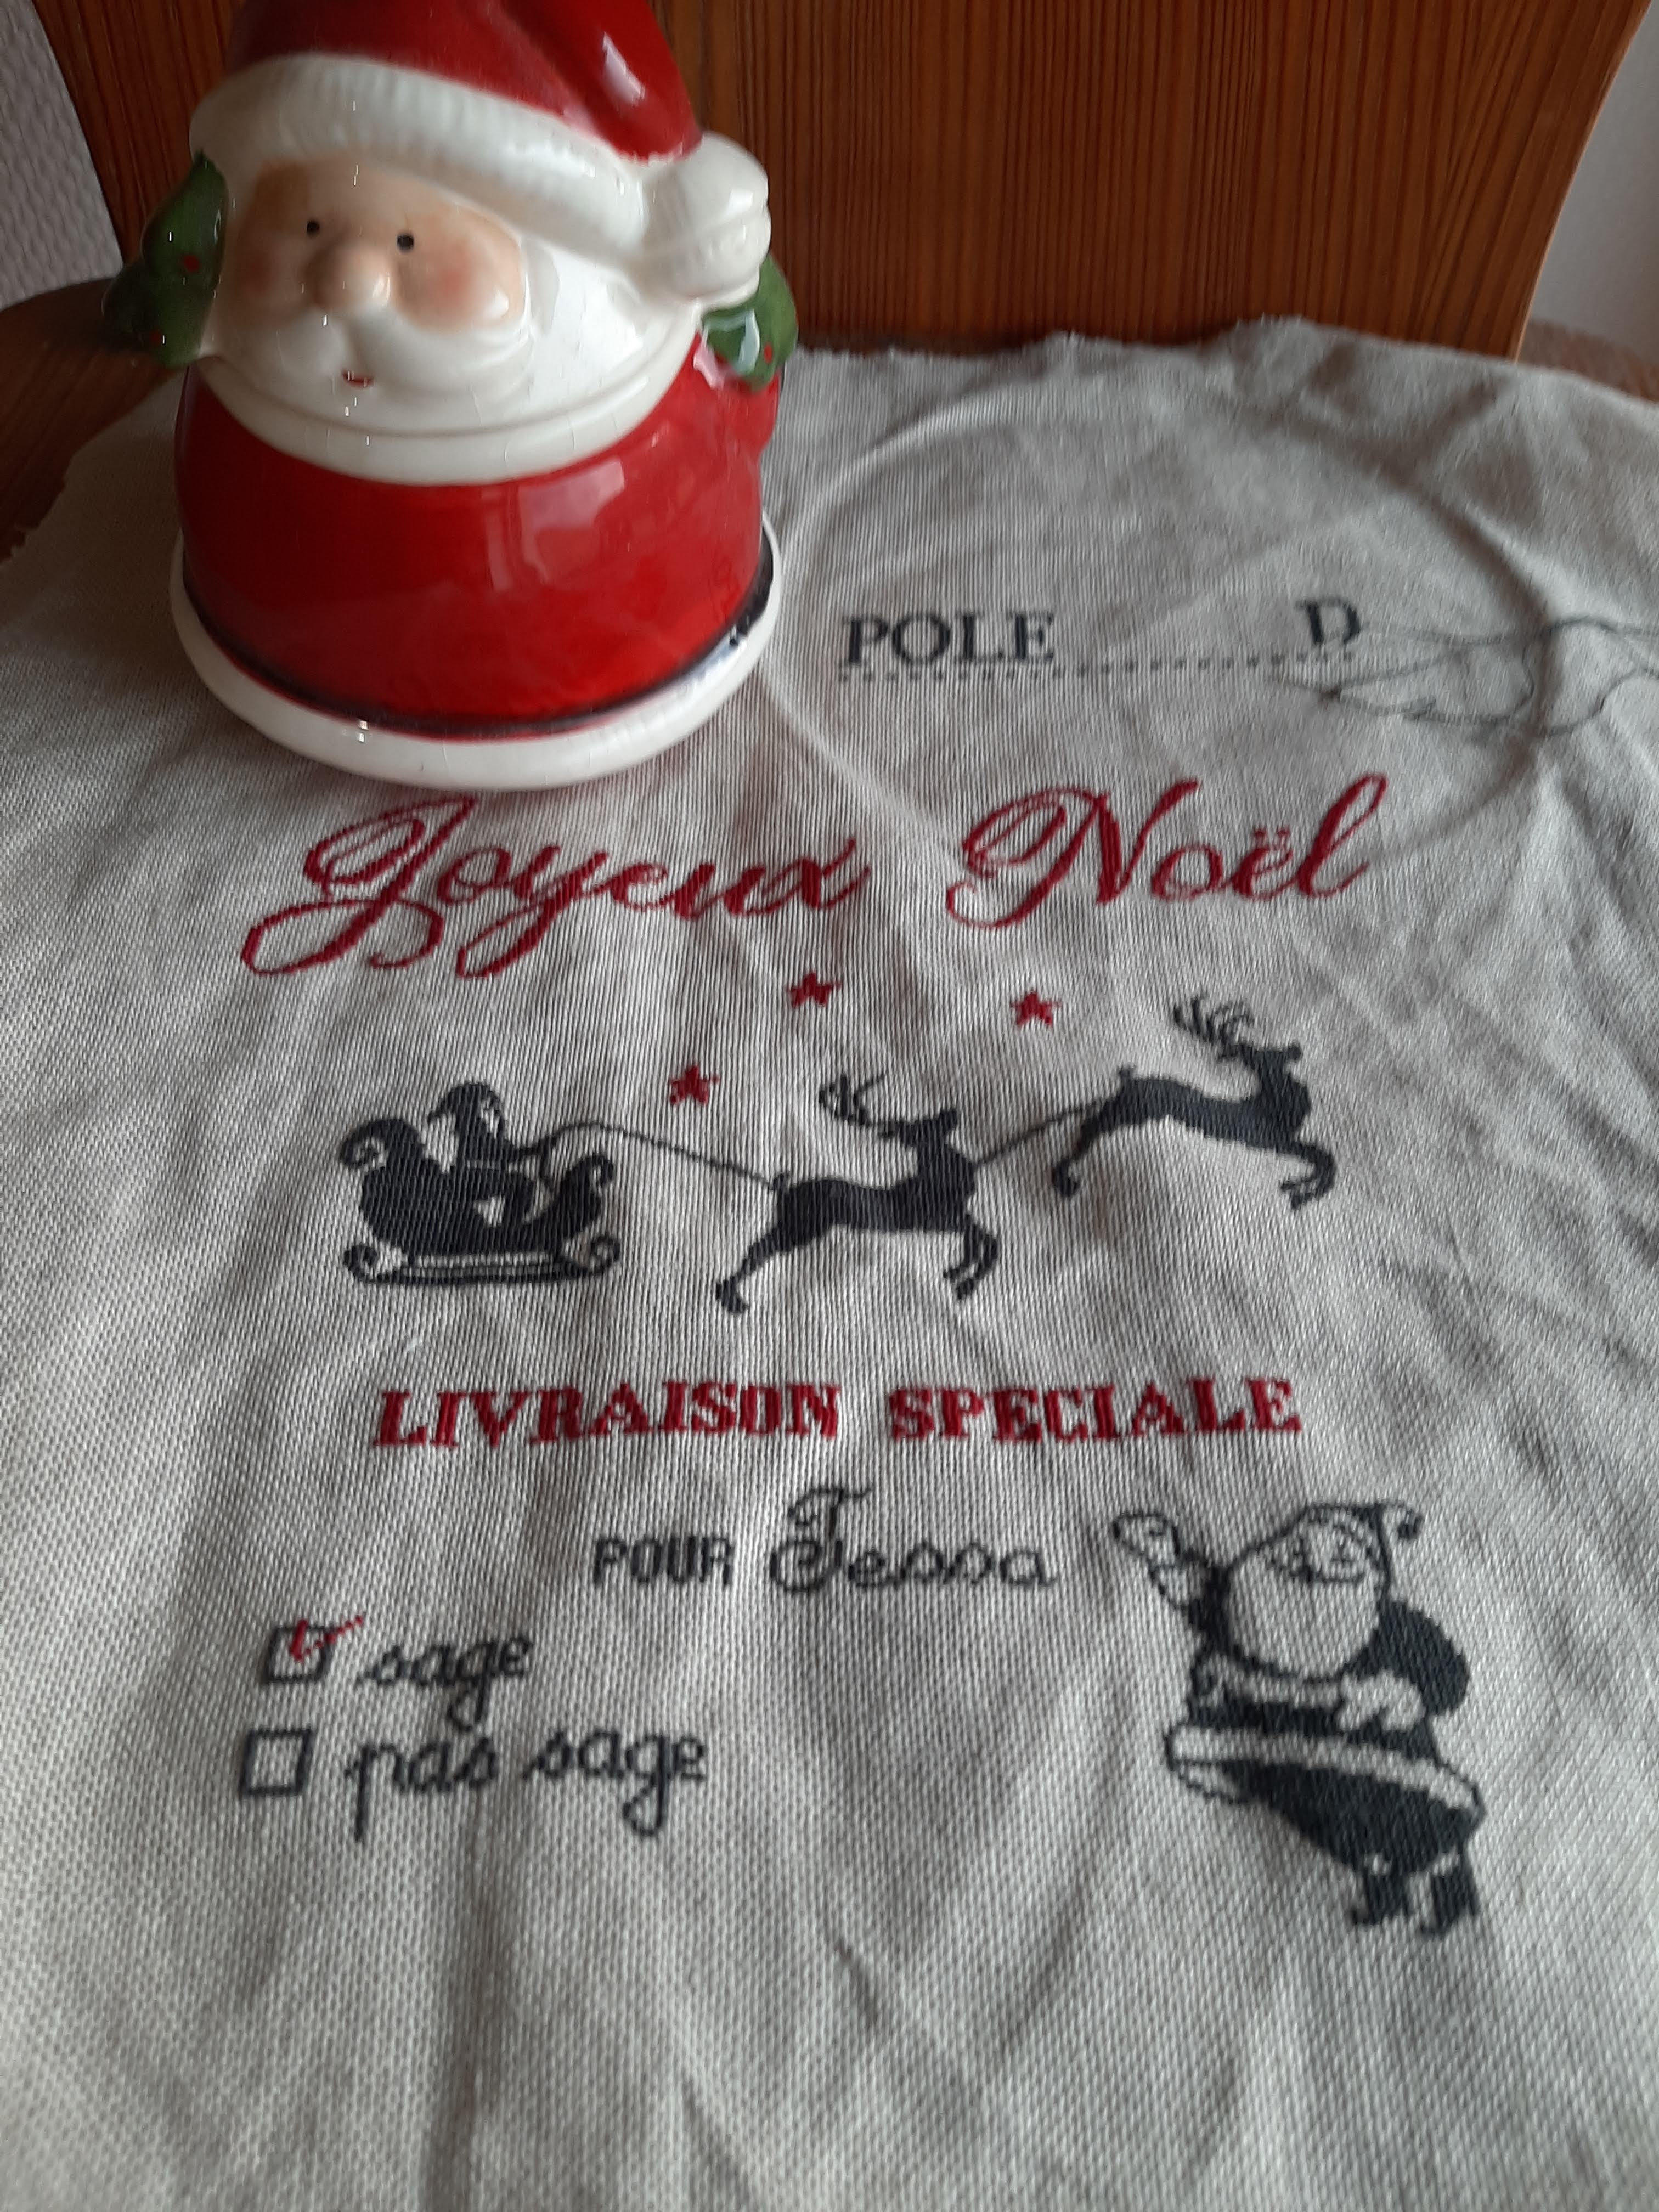 POLE D
Joyeux Noël
LIVRAISON SPECIALE
POUR Tessa
sage
pas sage